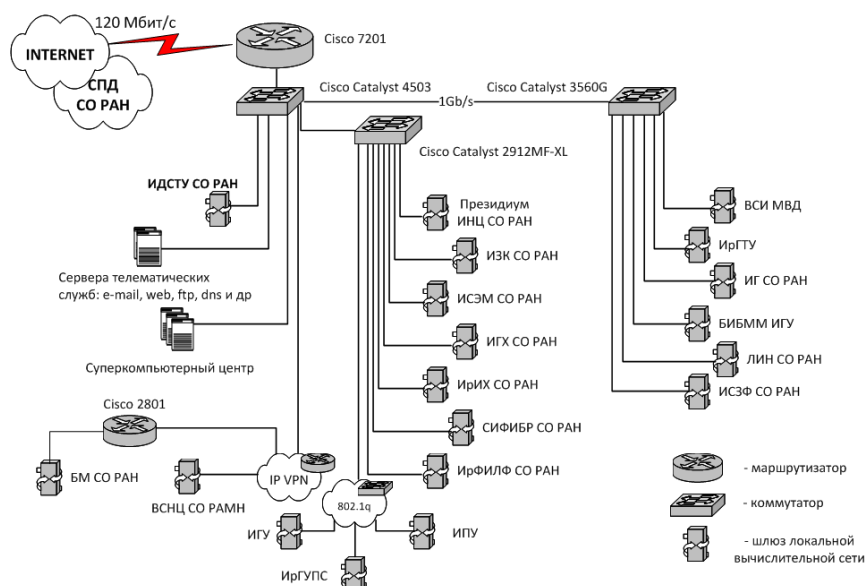 120 Мбит/с
INTERNET
СПД
СО РАН
Cisco 7201
Cisco Catalyst 4503
1Gb/s
Cisco Catalyst 3560G
Cisco Catalyst 2912MF-XL
ИДСТУ СО РАН
Сервера телематических
служб: e-mail, web, ftp, dns и др
Суперкомпьютерный центр
Cisco 2801
БМ СО РАН
ВСНЦ СО РАМН
IP VPN
802.1q
ИГУ
ИрГУПС
ИПУ
Президиум
ИНЦ СО РАН
ИЗК СО РАН
ИСЭМ СО РАН
ИГХ СО РАН
ИрИХ СО РАН
СИФИБР СО РАН
ИрФИЛФ СО РАН
ВСИ МВД
ИрГТУ
ИГ СО РАН
БИБММ ИГУ
ЛИН СО РАН
ИСЗФ СО РАН
- маршрутизатор
- коммутатор
- шлюз локальной
вычислительной сети